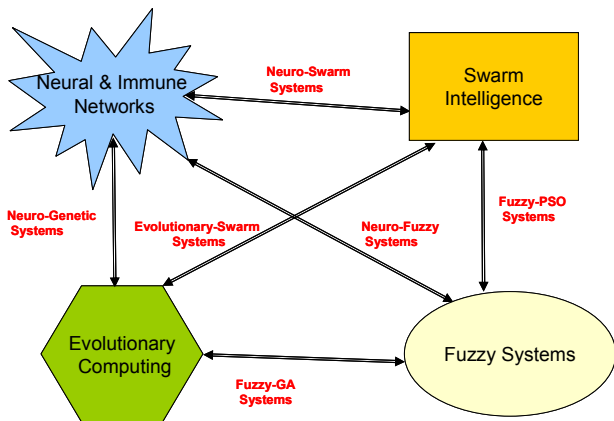 Neural & Immune
Networks
Neuro-Swarm
Systems
Swarm
Intelligence
Neuro-Genetic
Systems
Evolutionary-Swarm
Systems
Neuro-Fuzzy
Systems
Fuzzy-PSO
Systems
Evolutionary
Computing
Fuzzy-GA
Systems
Fuzzy Systems